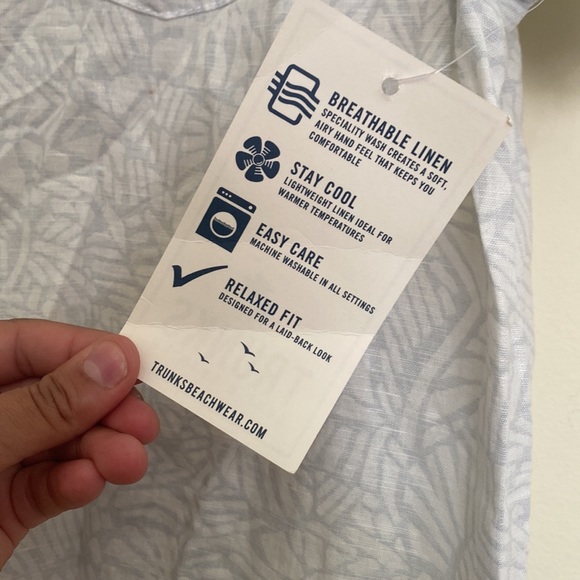 BREATHABLE LINEN
SPECIALITY WASH CREATES A SOFT,
AIRY HAND FEEL THAT KEEPS YOU
COMFORTABLE
STAY COOL
LIGHTWEIGHT LINEN IDEAL FOR
WARMER TEMPERATURES
EASY CARE
MACHINE WASHABLE IN ALL SETTINGS
RELAXED FIT
DESIGNED FOR A LAID-BACK LOOK
TRUNKSBEACHWEAR.COM